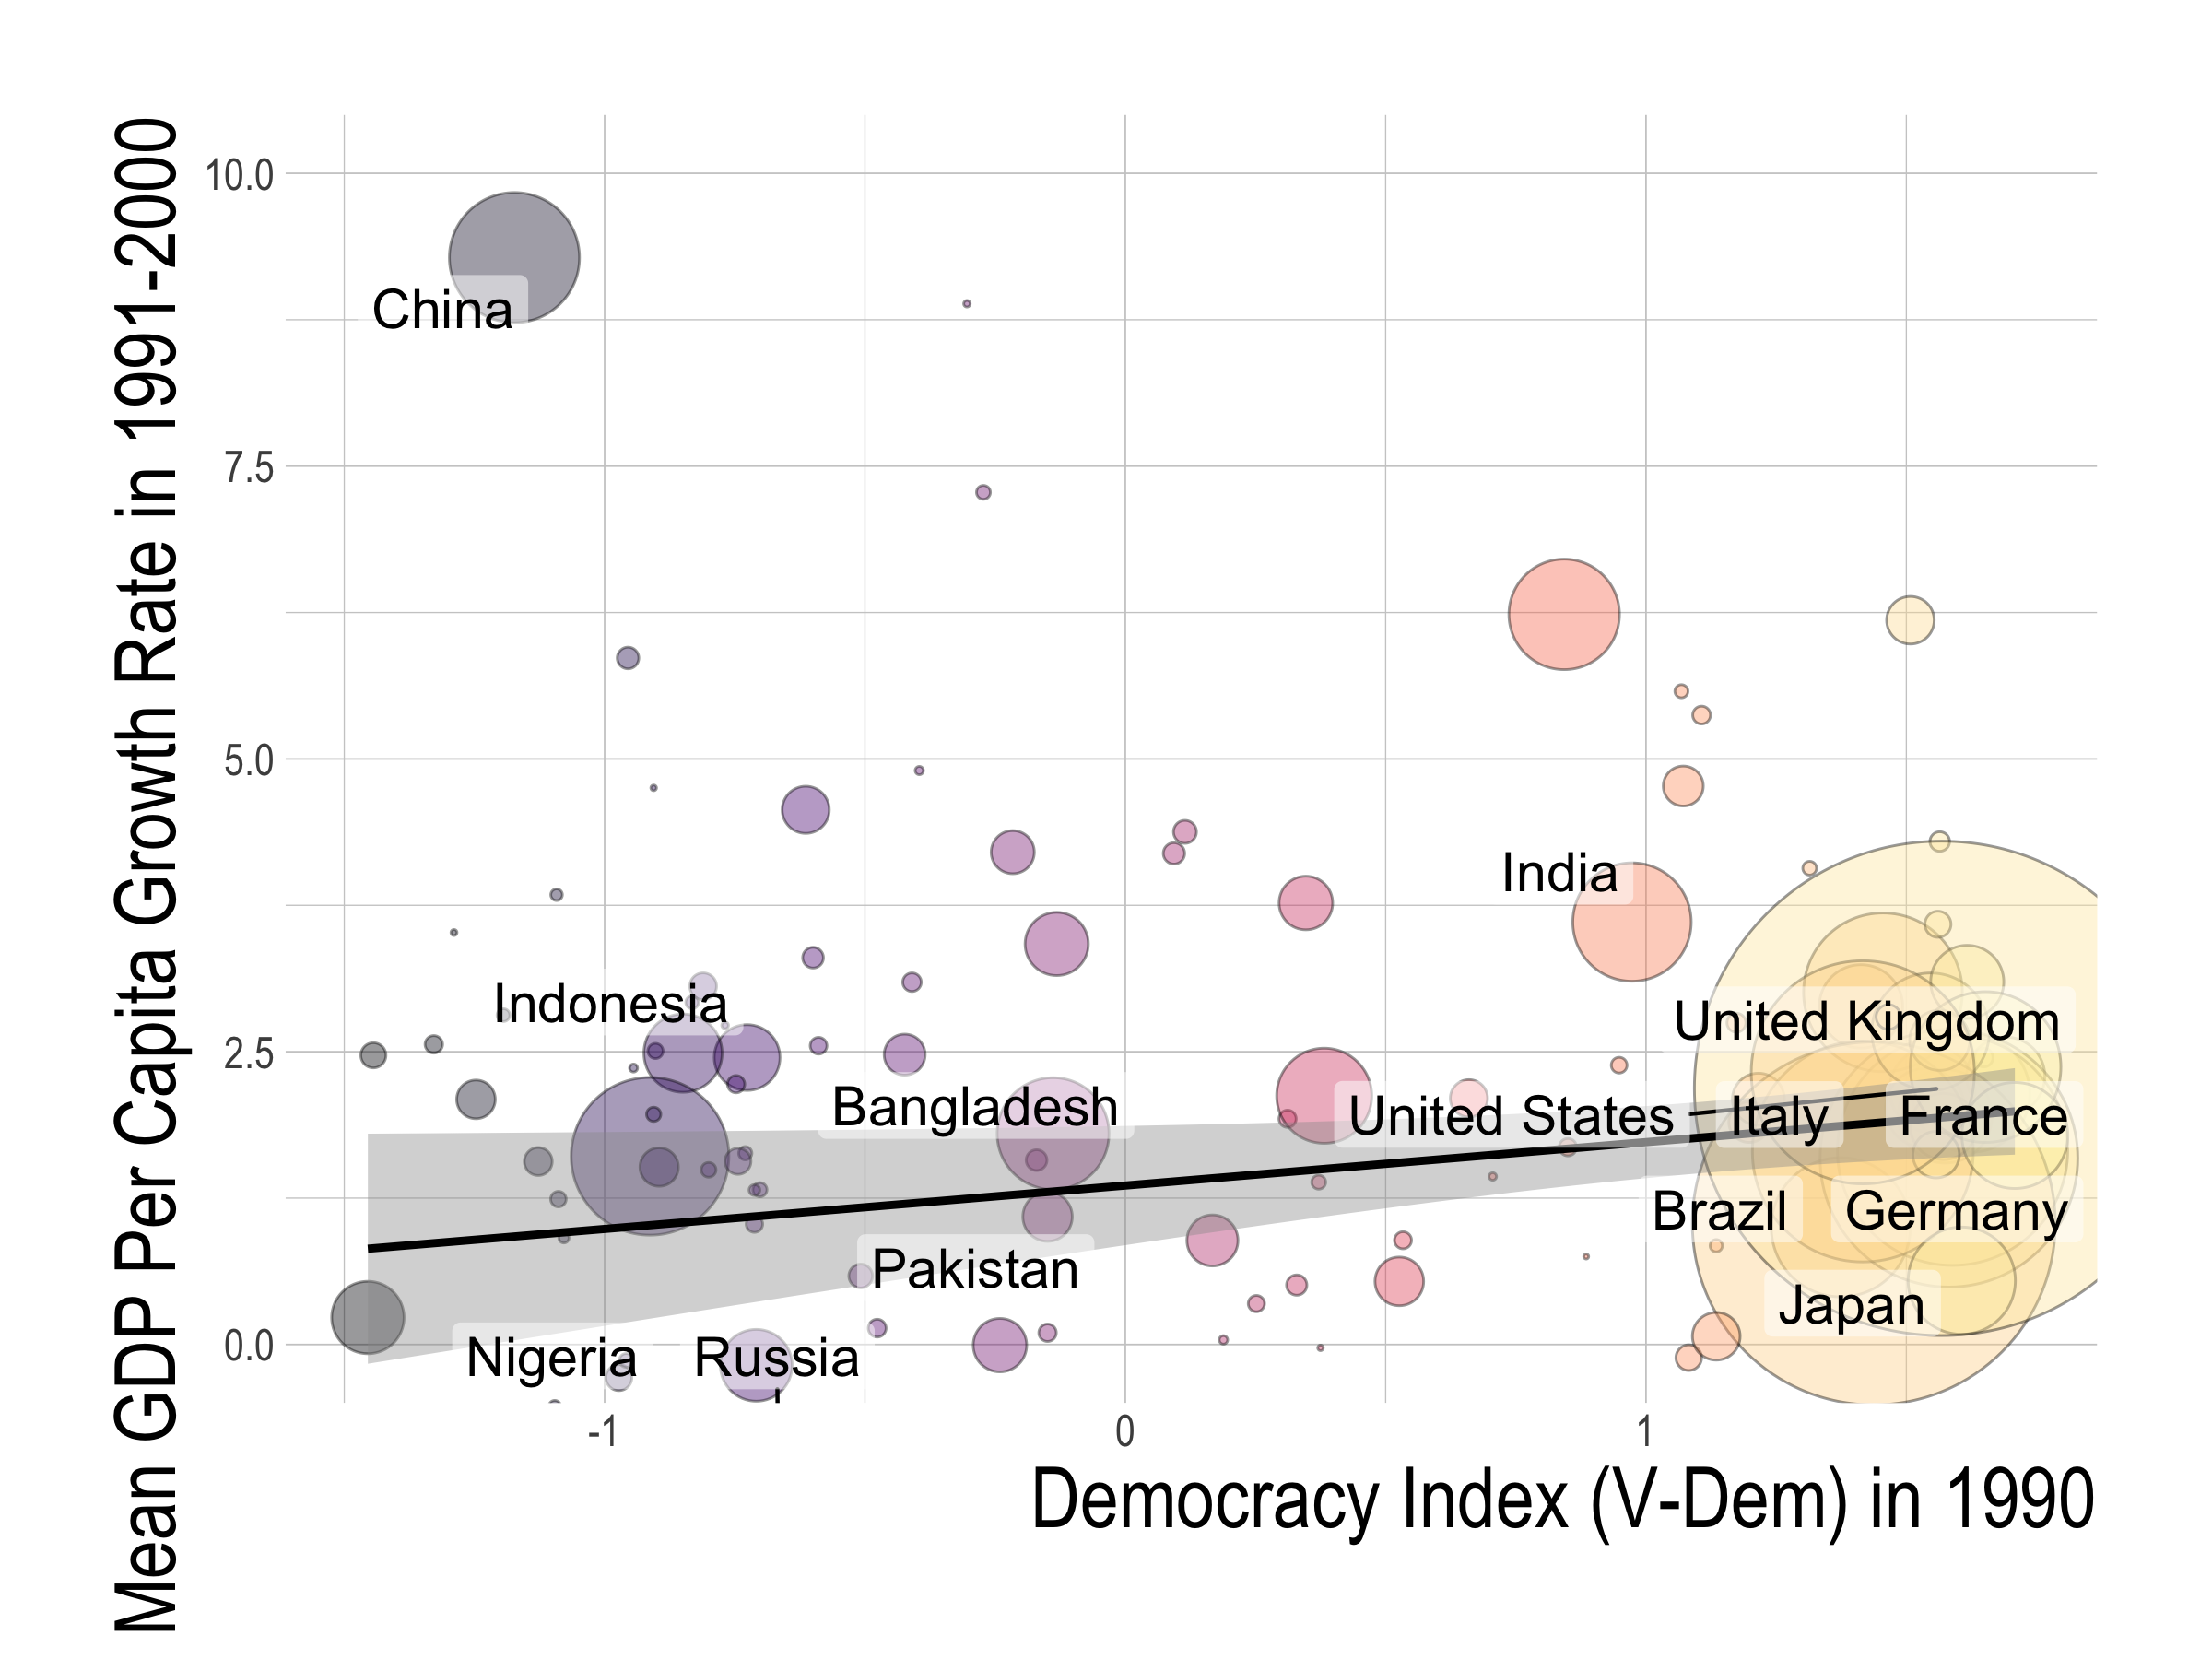 Mean GDP Per Capita Growth Rate in 1991-2000
10.0
7.5
5.0
2.5
0.0
China
India
Indonesia
United Kingdom
Bangladesh
United States
Italy
France
Brazil
Germany
Pakistan
Japan
Nigeria
Russia
-1
0
1
Democracy Index (V-Dem) in 1990